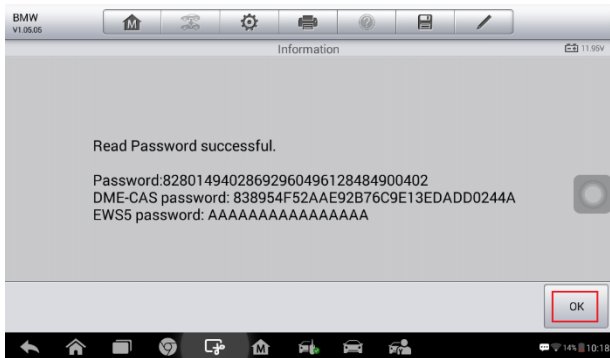 BMW
V1.05.05
M
?
Information
11.95V
Read Password successful.
Password:82801494028692960496128484900402
DME-CAS password: 838954F52AAE92B76C9E13EDADD0244A
EWS5 password: AAAAAAAAAAAAAAAA
OK
M
14%
10:18